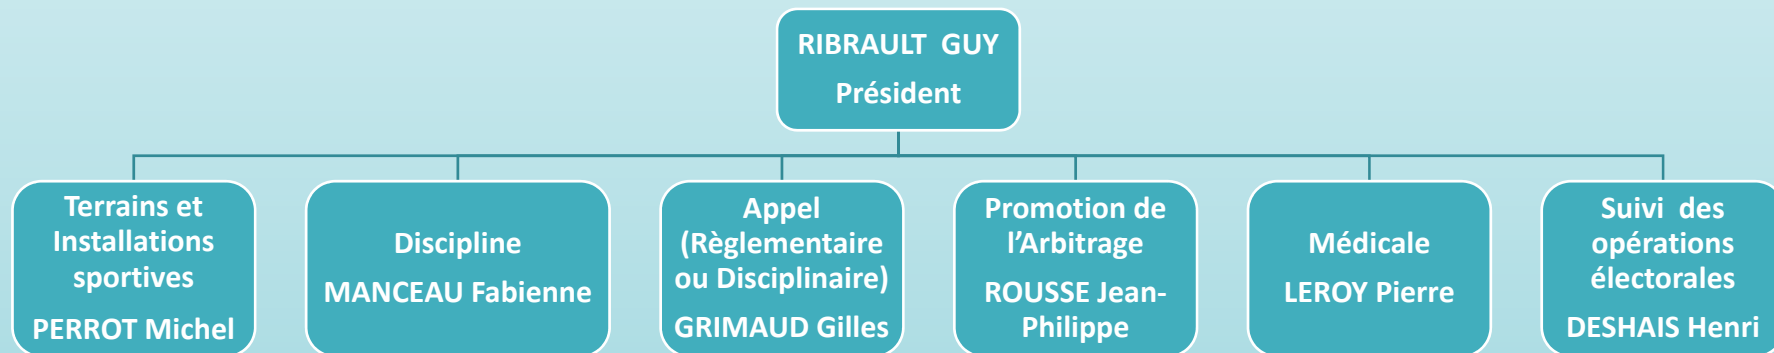 RIBRAULT  GUY
Président
Terrains et
Installations
sportives
PERROT Michel
Discipline
MANCEAU Fabienne
Appel
(Règlementaire
ou Disciplinaire)
GRIMAUD Gilles
Promotion de
l’Arbitrage
ROUSSE Jean-
Philippe
Médicale
LEROY Pierre
Suivi  des
opérations
électorales
DESHAIS Henri